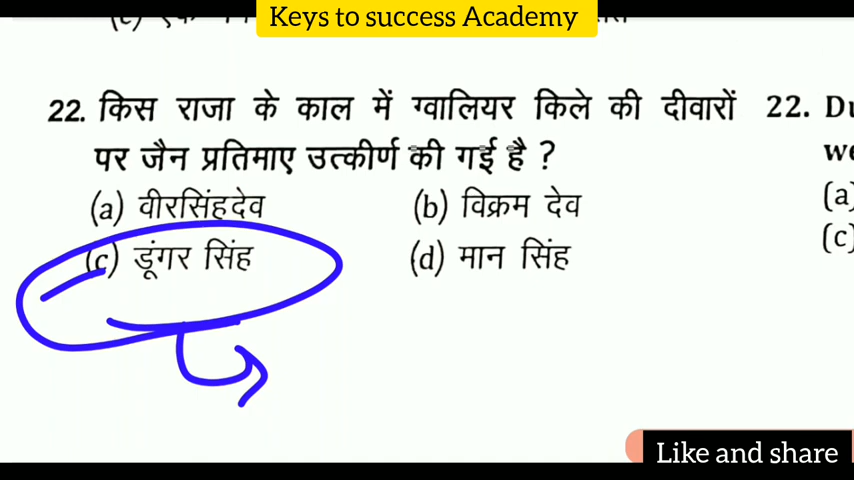 Keys to success Academy
22. किस राजा के काल में ग्वालियर किले की दीवारों
पर जैन प्रतिमाए उत्कीर्ण की गई है ?
(a) वीरसिंहदेव (b) विक्रम देव
(c) डूंगर सिंह (d) मान सिंह
22.
(a)
(c)
Like and share